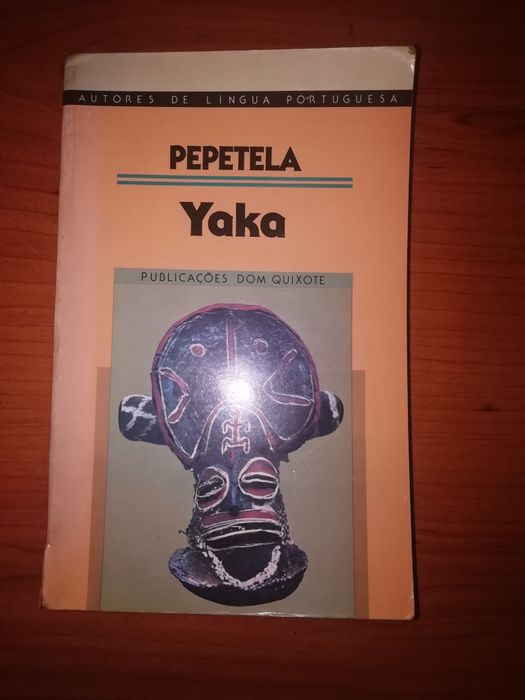 AUTORES DE LÍNGUA PORTUGUESA
PEPETELA
Yaka
PUBLICAÇÕES DOM QUIXOTE